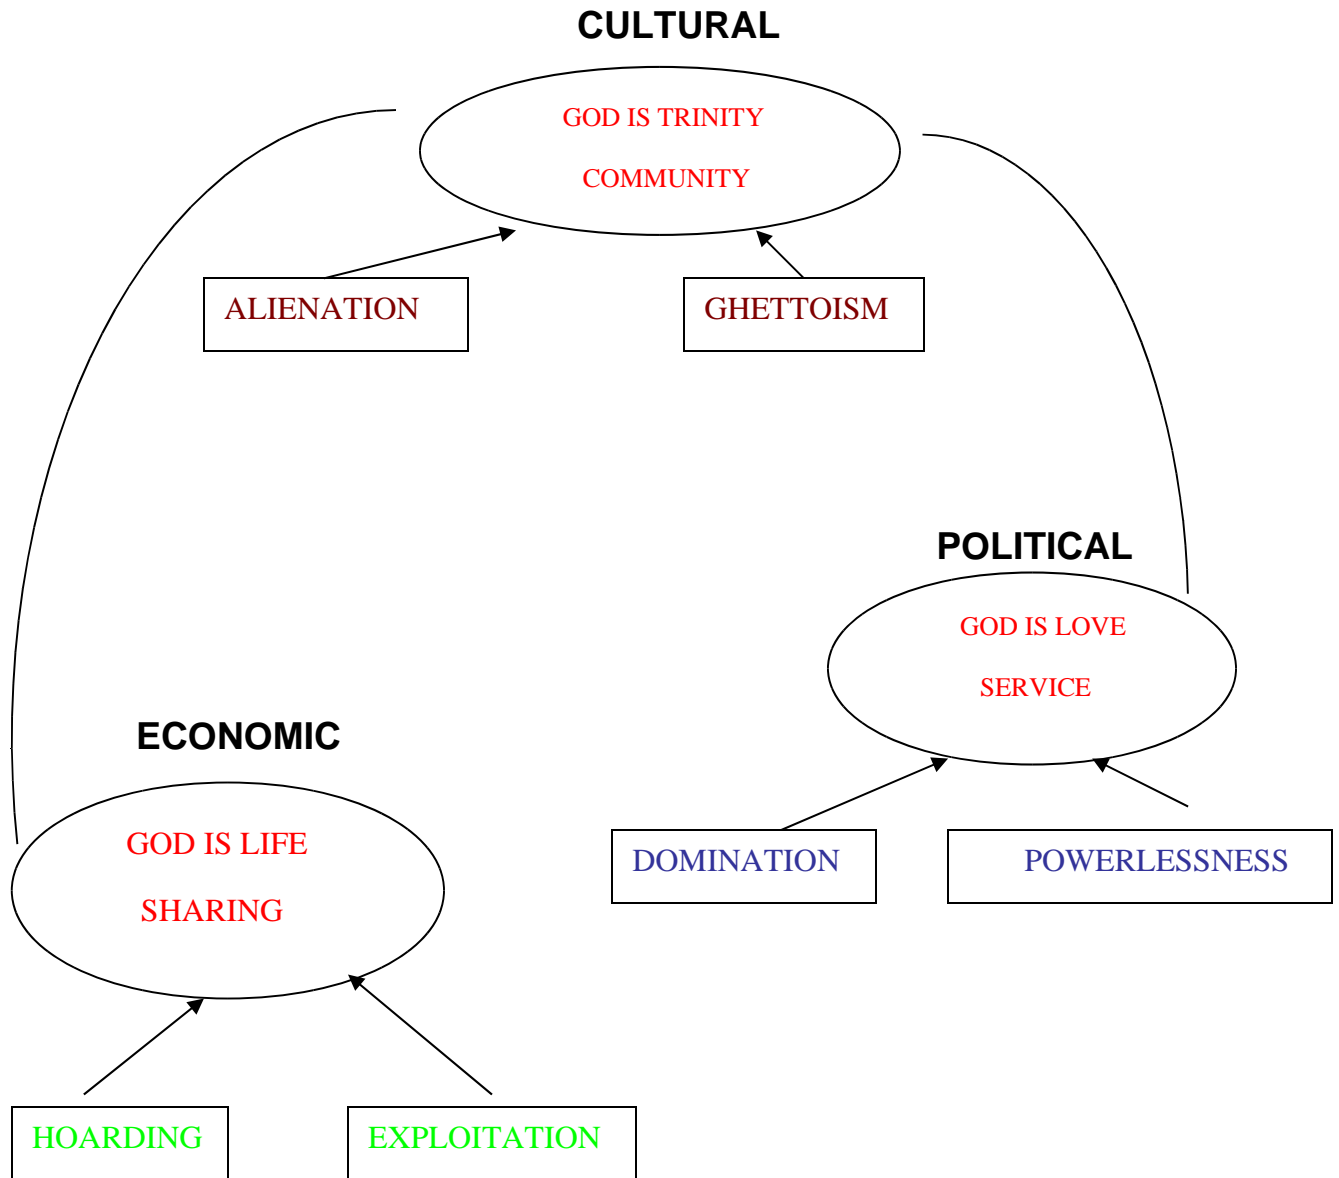 CULTURAL
GOD IS TRINITY
COMMUNITY
ALIENATION
GHETTOISM
POLITICAL
GOD IS LOVE
SERVICE
ECONOMIC
GOD IS LIFE
SHARING
DOMINATION
POWERLESSNESS
HOARDING
EXPLOITATION